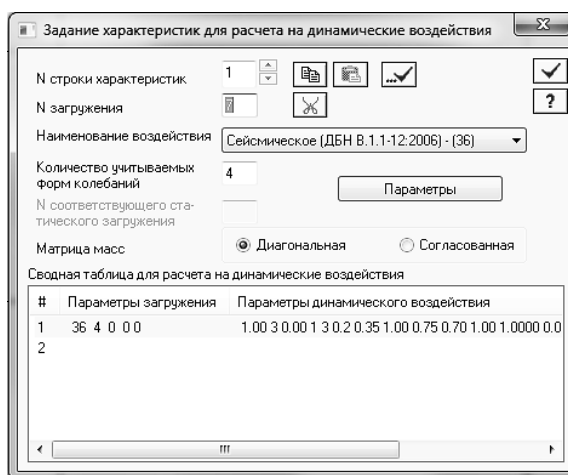 Задание характеристик для расчета на динамические воздействия
N строки характеристик 1
N загружения
Наименование воздействия Сейсмическое (ДБН В.1.1-12:2006) - (36)
Количество учитываемых
форм колебаний 4
Параметры
N соответствующего ста-
тического загружения
Матрица масс Диагональная Согласованная
Сводная таблица для расчета на динамические воздействия
# Параметры загружения Параметры динамического воздействия
1 36 4 0 0 0 1.00 3 0.00 1 3 0.2 0.35 1.00 0.75 0.70 1.00 1.0000 0.0
2